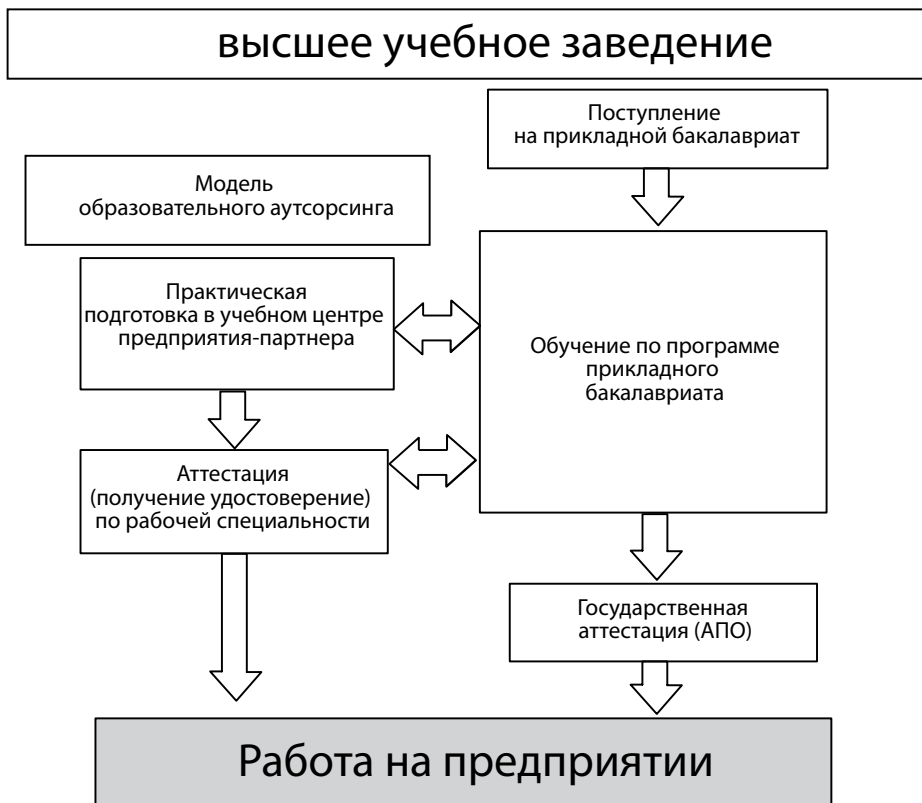 высшее учебное заведение
Поступление
на прикладной бакалавриат
Модель
образовательного аутсорсинга
Практическая
подготовка в учебном центре
предприятия-партнера
Обучение по программе
прикладного
бакалавриата
Аттестация
(получение удостоверение)
по рабочей специальности
Государственная
аттестация (АПО)
Работа на предприятии